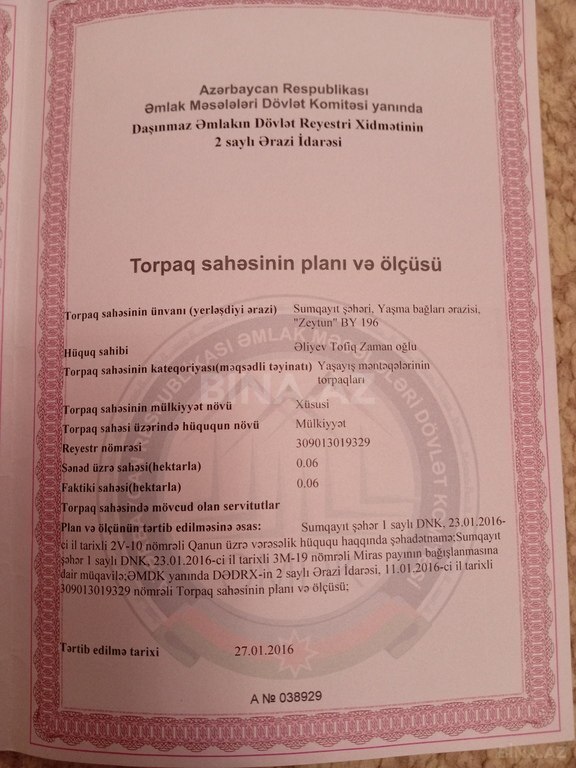 Azərbaycan Respublikası
Əmlak Məsələləri Dövlət Komitəsi yanında
Daşınmaz Əmlakın Dövlət Reyestri Xidmətinin
2 saylı Ərazi İdarəsi
Torpaq sahəsinin planı və ölçüsü
Torpaq sahəsinin ünvanı (yerləşdiyi ərazi) Sumqayıt şəhəri, Yaşma bağları ərazisi,
"Zeytun" BY 196
Hüquq sahibi Əliyev Tofiq Zaman oğlu
Torpaq sahəsinin kateqoriyası(məqsədli təyinatı) Yaşayış məntəqələrinin
torpaqları
Torpaq sahəsinin mülkiyyət növü Xüsusi
Torpaq sahəsi üzərində hüququn növü Mülkiyyət
Reyestr nömrəsi 309013019329
Sənəd üzrə sahəsi(hektarla) 0.06
Faktiki sahəsi(hektarla) 0.06
Torpaq sahəsində mövcud olan servitutlar
Plan və ölçünün tərtib edilməsinə əsas: Sumqayıt şəhər 1 saylı DNK, 23.01.2016-
ci il tarixli 2V-10 nömrəli Qanun üzrə vərəsəlik hüququ haqqında şəhadətnamə;Sumqayıt
şəhər 1 saylı DNK, 23.01.2016-ci il tarixli 3M-19 nömrəli Miras payının bağışlanmasına
dair müqavilə;ƏMDK yanında DƏDRX-in 2 saylı Ərazi İdarəsi, 11.01.2016-ci il tarixli
309013019329 nömrəli Torpaq sahəsinin planı və ölçüsü;
Tərtib edilmə tarixi 27.01.2016
A № 038929
BINA.AZ
BINA.AZ